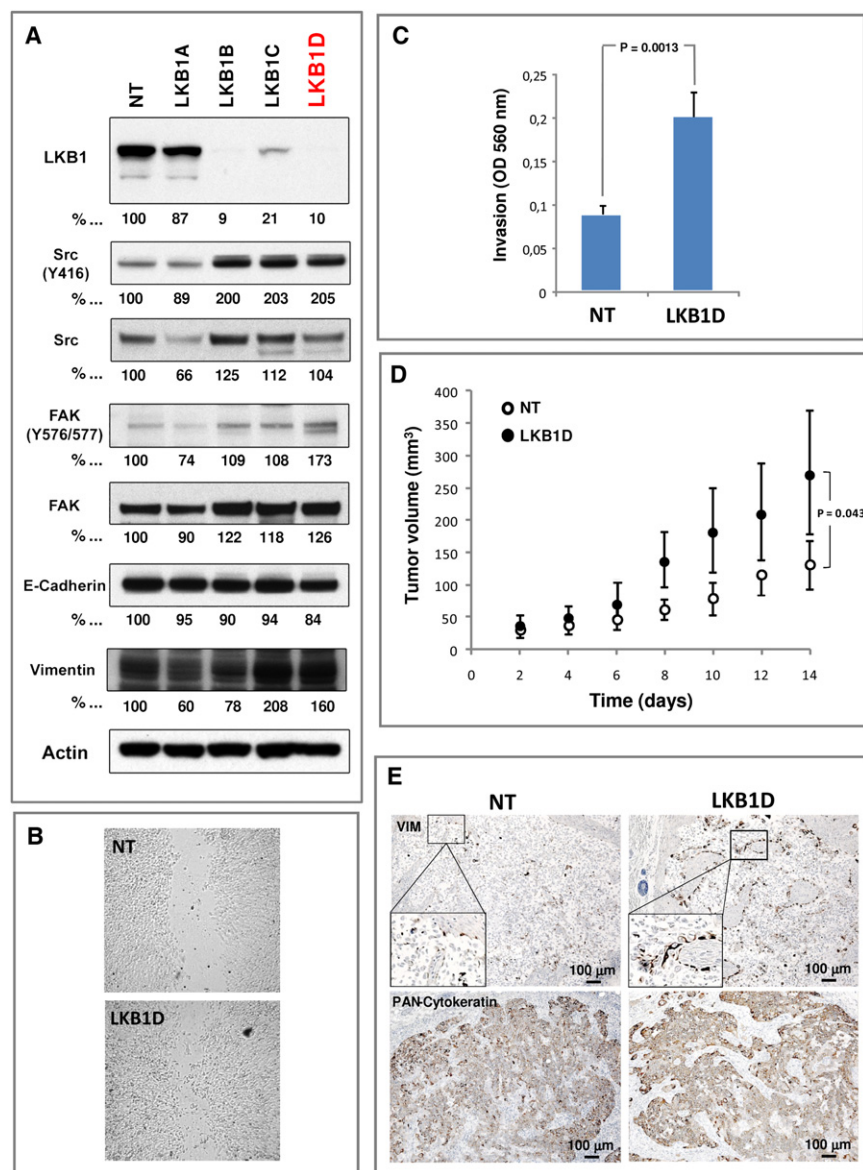 A
NT LKB1A LKB1B LKB1C LKB1D
LKB1
% ... 100 87 9 21 10
Src
(Y416)
% ... 100 89 200 203 205
Src
% ... 100 66 125 112 104
FAK
(Y576/577)
% ... 100 74 109 108 173
FAK
% ... 100 90 122 118 126
E-Cadherin
% ... 100 95 90 94 84
Vimentin
% ... 100 60 78 208 160
Actin
B
NT
LKB1D
C
P = 0.0013
Invasion (OD 560 nm)
0,25
0,2
0,15
0,1
0,05
0
NT LKB1D
D
NT
LKB1D
Tumor volume (mm³)
400
350
300
250
200
150
100
50
0
P = 0.043
0 2 4 6 8 10 12 14
Time (days)
E
NT LKB1D
VIM
100 µm 100 µm
PAN-Cytokeratin
100 µm 100 µm